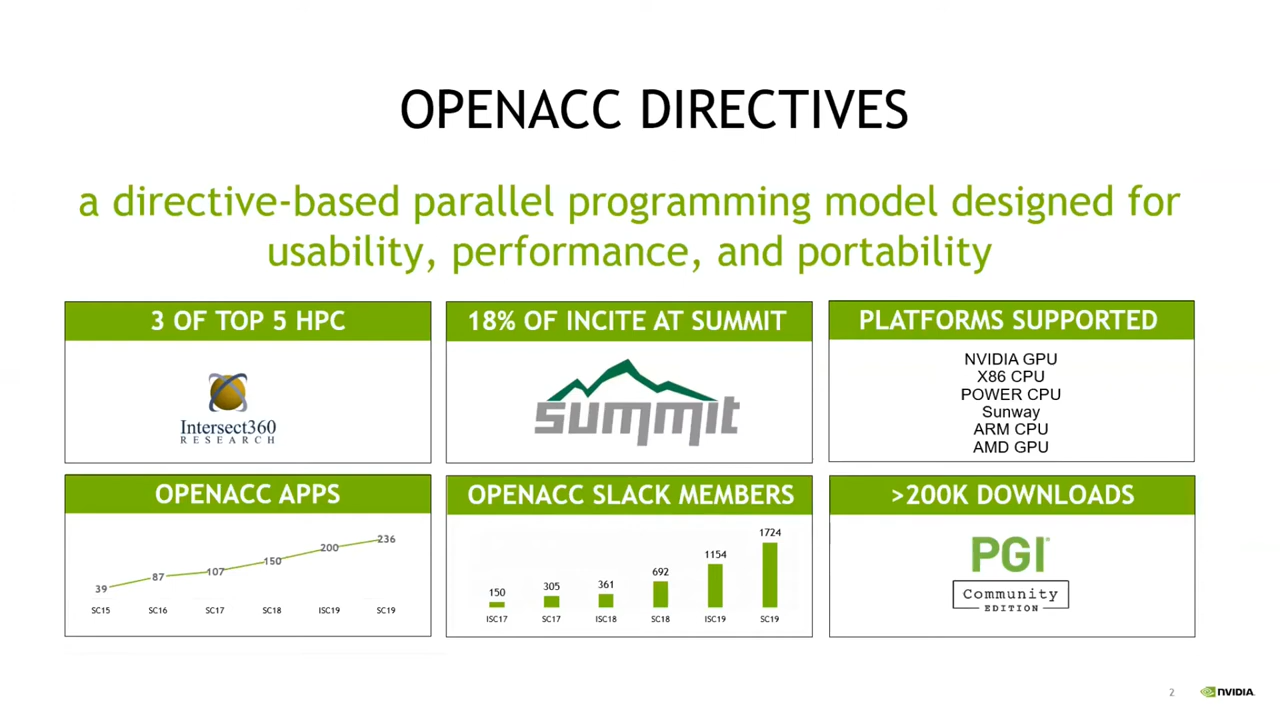 OPENACC DIRECTIVES
a directive-based parallel programming model designed for
usability, performance, and portability
3 OF TOP 5 HPC
Intersect360
RESEARCH
18% OF INCITE AT SUMMIT
summit
PLATFORMS SUPPORTED
NVIDIA GPU
X86 CPU
POWER CPU
Sunway
ARM CPU
AMD GPU
OPENACC APPS
39 87 107 150 200 236
SC15 SC16 SC17 SC18 ISC19 SC19
OPENACC SLACK MEMBERS
150 305 361 692 1154 1724
ISC17 SC17 ISC18 SC18 ISC19 SC19
>200K DOWNLOADS
PGI
Community
EDITION
2 NVIDIA.